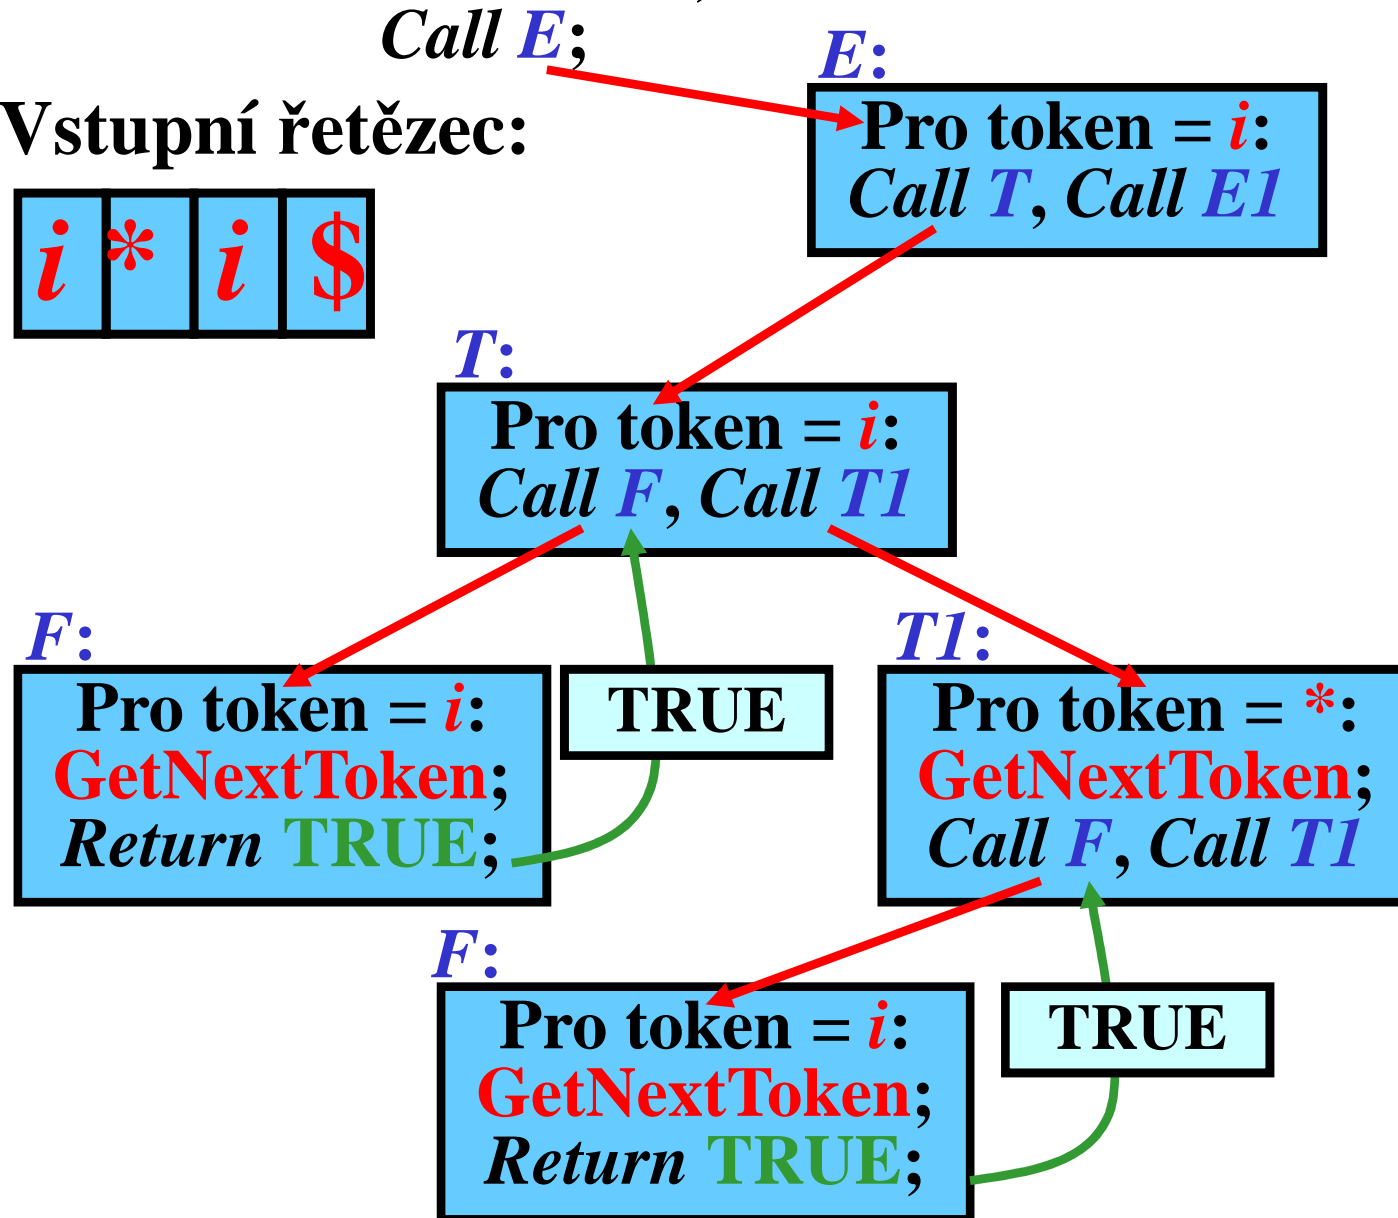 Call E;
E:
Pro token = i:
Call T, Call E1
Vstupní řetězec:
i * i $
T:
Pro token = i:
Call F, Call T1
F:
Pro token = i:
GetNextToken;
Return TRUE;
TRUE
T1:
Pro token = *:
GetNextToken;
Call F, Call T1
F:
Pro token = i:
GetNextToken;
Return TRUE;
TRUE